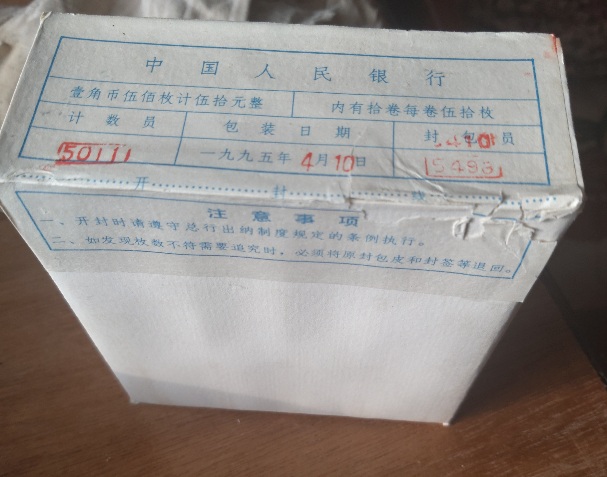 中国人民银行
壹角币伍佰枚计伍拾元整 内有拾卷每卷伍拾枚
计数员 包装日期 封包员
5011 一九九五年4月10日 5493
开 封 线
注意事项
一、开封时请遵守总行出纳制度规定的条例执行。
二、如发现枚数不符需要追究时，必须将原封包皮和封签等退回。